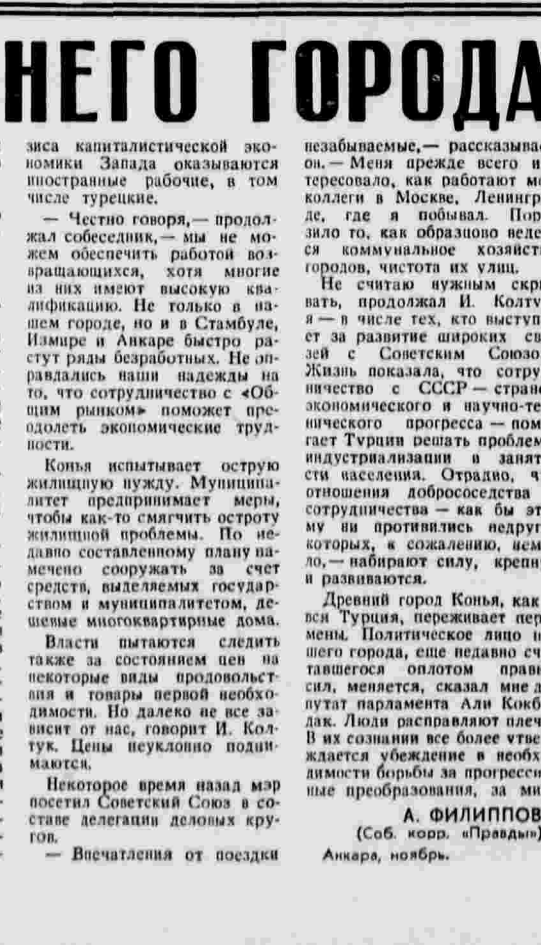 НЕГО ГОРОДА
зиса капиталистической эко-
номики Запада оказываются
иностранные рабочие, в том
числе турецкие.
— Честно говоря,— продол-
жал собеседник,— мы не мо-
жем обеспечить работой воз-
вращающихся, хотя многие
из них имеют высокую ква-
лификацию. Не только в на-
шем городе, но и в Стамбуле,
Измире и Анкаре быстро ра-
стут ряды безработных. Не оп-
равдались наши надежды на
то, что сотрудничество с «Об-
щим рынком» поможет пре-
одолеть экономические труд-
ности.
Конья испытывает острую
жилищную нужду. Муниципа-
литет предпринимает меры,
чтобы как-то смягчить остроту
жилищной проблемы. По не-
давно составленному плану на-
мечено сооружать за счет
средств, выделяемых государ-
ством и муниципалитетом, де-
шевые многоквартирные дома.
Власти пытаются следить
также за состоянием цен на
некоторые виды продовольст-
вия и товары первой необхо-
димости. Но далеко не все за-
висит от нас, говорит И. Кол-
тук. Цены неуклонно подни-
маются.
Некоторое время назад мэр
посетил Советский Союз в со-
ставе делегации деловых кру-
гов.
— Впечатления от поездки
незабываемые,— рассказывае
он.— Меня прежде всего и
тересовало, как работают мо
коллеги в Москве, Ленингр
де, где я побывал. Пор
зило то, как образцово веде
ся коммунальное хозяйст
городов, чистота их улиц.
Не считаю нужным скр
вать, продолжал И. Колту
я — в числе тех, кто выступ
ет за развитие широких св
зей с Советским Союзо
Жизнь показала, что сотру
ничество с СССР — стране
экономического и научно-те
нического прогресса — пом
гает Турции решать проблем
индустриализации и занят
сти населения. Отрадно, ч
отношения добрососедства
сотрудничества — как бы эт
му ни противились недруг
которых, к сожалению, нем
ло,— набирают силу, крепн
и развиваются.
Древний город Конья, как
вся Турция, переживает пер
мены. Политическое лицо н
шего города, еще недавно сч
тавшегося оплотом правы
сил, меняется, сказал мне д
путат парламента Али Кокб
дак. Люди расправляют плеч
В их сознании все более утве
ждается убеждение в необх
димости борьбы за прогресси
ные преобразования, за ми
А. ФИЛИППОВ
(Соб. корр. «Правды»)
Анкара, ноябрь.